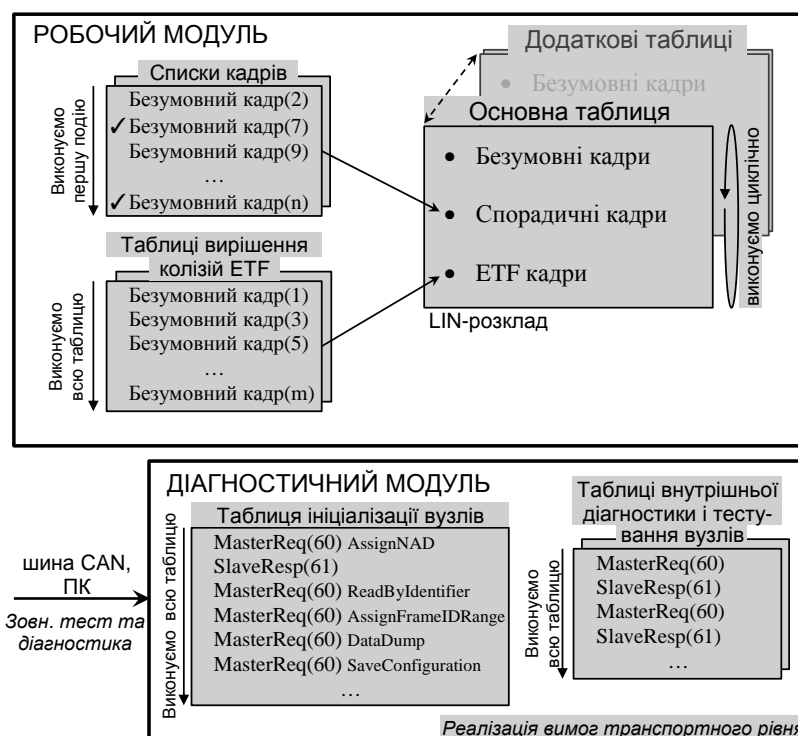 РОБОЧИЙ МОДУЛЬ
Списки кадрів
Виконуємо
першу подію
Безумовний кадр(2)
✓Безумовний кадр(7)
Безумовний кадр(9)
…
✓Безумовний кадр(n)
Таблиці вирішення
колізій ETF
Виконуємо
всю таблицю
Безумовний кадр(1)
Безумовний кадр(3)
Безумовний кадр(5)
…
Безумовний кадр(m)
Додаткові таблиці
• Безумовні кадри
Основна таблиця
• Безумовні кадри
• Спорадичні кадри
• ETF кадри
виконуємо циклічно
LIN-розклад
ДІАГНОСТИЧНИЙ МОДУЛЬ
шина CAN,
ПК
Зовн. тест та
діагностика
Таблиця ініціалізації вузлів
Виконуємо всю таблицю
MasterReq(60) AssignNAD
SlaveResp(61)
MasterReq(60) ReadByIdentifier
MasterReq(60) AssignFrameIDRange
MasterReq(60) DataDump
MasterReq(60) SaveConfiguration
…
Таблиці внутрішньої
діагностики і тесту-
вання вузлів
Виконуємо
всю таблицю
MasterReq(60)
SlaveResp(61)
MasterReq(60)
SlaveResp(61)
…
Реалізація вимог транспортного рівня